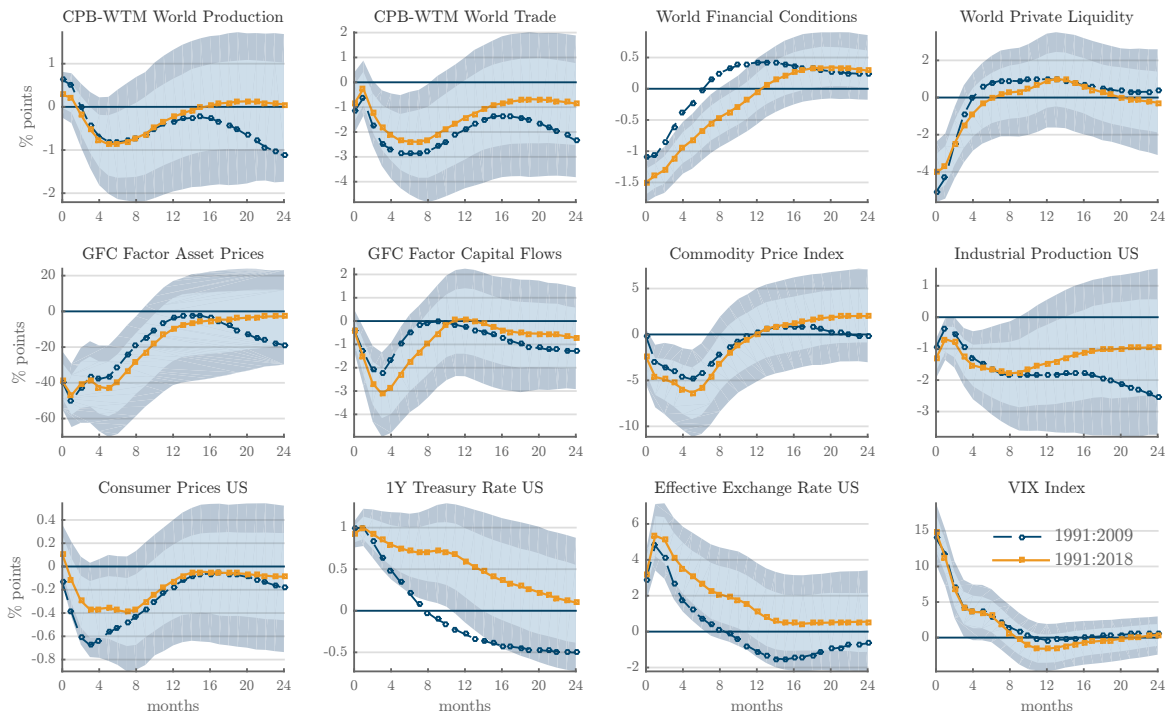 CPB-WTM World Production
CPB-WTM World Trade
World Financial Conditions
World Private Liquidity
% points
1
0
-1
-2
0 4 8 12 16 20 24
2
1
0
-1
-2
-3
-4
0 4 8 12 16 20 24
0.5
0
-0.5
-1
-1.5
0 4 8 12 16 20 24
2
0
-2
-4
0 4 8 12 16 20 24
GFC Factor Asset Prices
GFC Factor Capital Flows
Commodity Price Index
Industrial Production US
% points
20
0
-20
-40
-60
0 4 8 12 16 20 24
2
1
0
-1
-2
-3
-4
0 4 8 12 16 20 24
5
0
-5
-10
0 4 8 12 16 20 24
1
0
-1
-2
-3
0 4 8 12 16 20 24
Consumer Prices US
1Y Treasury Rate US
Effective Exchange Rate US
VIX Index
% points
0.4
0.2
0
-0.2
-0.4
-0.6
-0.8
0 4 8 12 16 20 24
months
1
0.5
0
-0.5
0 4 8 12 16 20 24
months
6
4
2
0
-2
0 4 8 12 16 20 24
months
15
10
5
0
1991:2009
1991:2018
0 4 8 12 16 20 24
months